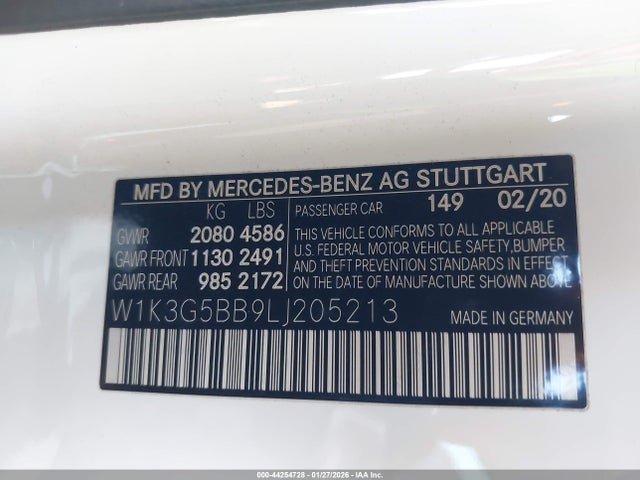 MFD BY MERCEDES-BENZ AG STUTTGART
KG LBS
GVWR 2080 4586
GAWR FRONT 1130 2491
GAWR REAR 985 2172
PASSENGER CAR 149 02/20
THIS VEHICLE CONFORMS TO ALL APPLICABLE
U.S. FEDERAL MOTOR VEHICLE SAFETY, BUMPER
AND THEFT PREVENTION STANDARDS IN EFFECT
ON THE DATE OF MANUFACTURE SHOWN ABOVE
W1K3G5BB9LJ205213
MADE IN GERMANY
000-44254728 - 01/27/2026 - IAA Inc.